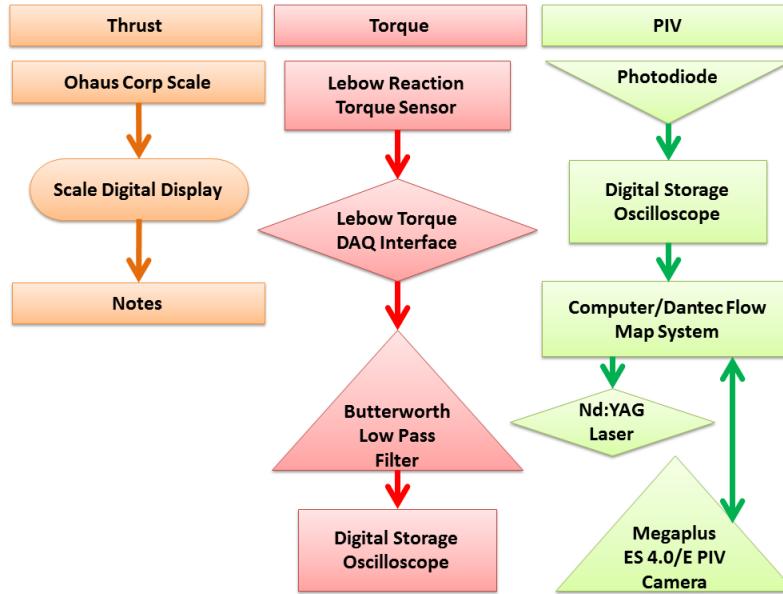 Thrust
Ohaus Corp Scale
Scale Digital Display
Notes
Torque
Lebow Reaction
Torque Sensor
Lebow Torque
DAQ Interface
Butterworth
Low Pass
Filter
Digital Storage
Oscilloscope
PIV
Photodiode
Digital Storage
Oscilloscope
Computer/Dantec Flow
Map System
Nd:YAG
Laser
Megaplus
ES 4.0/E PIV
Camera